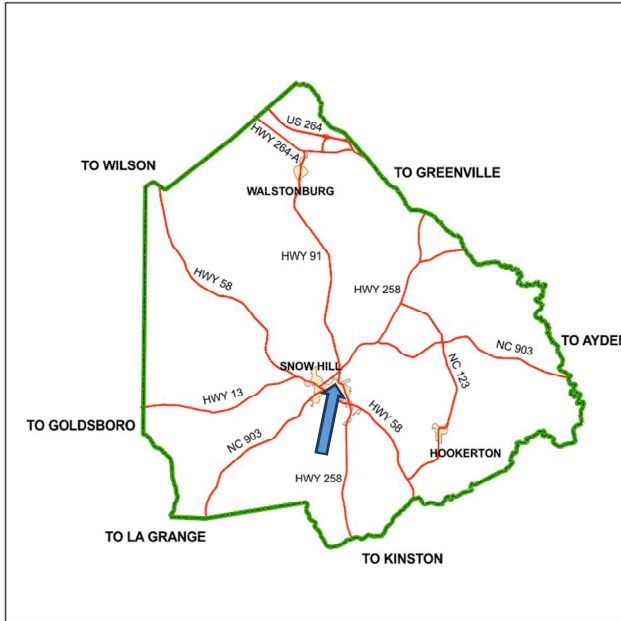 US 264
HWY 264-A
TO WILSON
TO GREENVILLE
WALSTONBURG
HWY 91
HWY 58
HWY 258
TO AYDEN
NC 903
SNOW HILL
NC 123
HWY 13
HWY 58
TO GOLDSBORO
NC 903
HOOKERTON
HWY 258
TO LA GRANGE
TO KINSTON